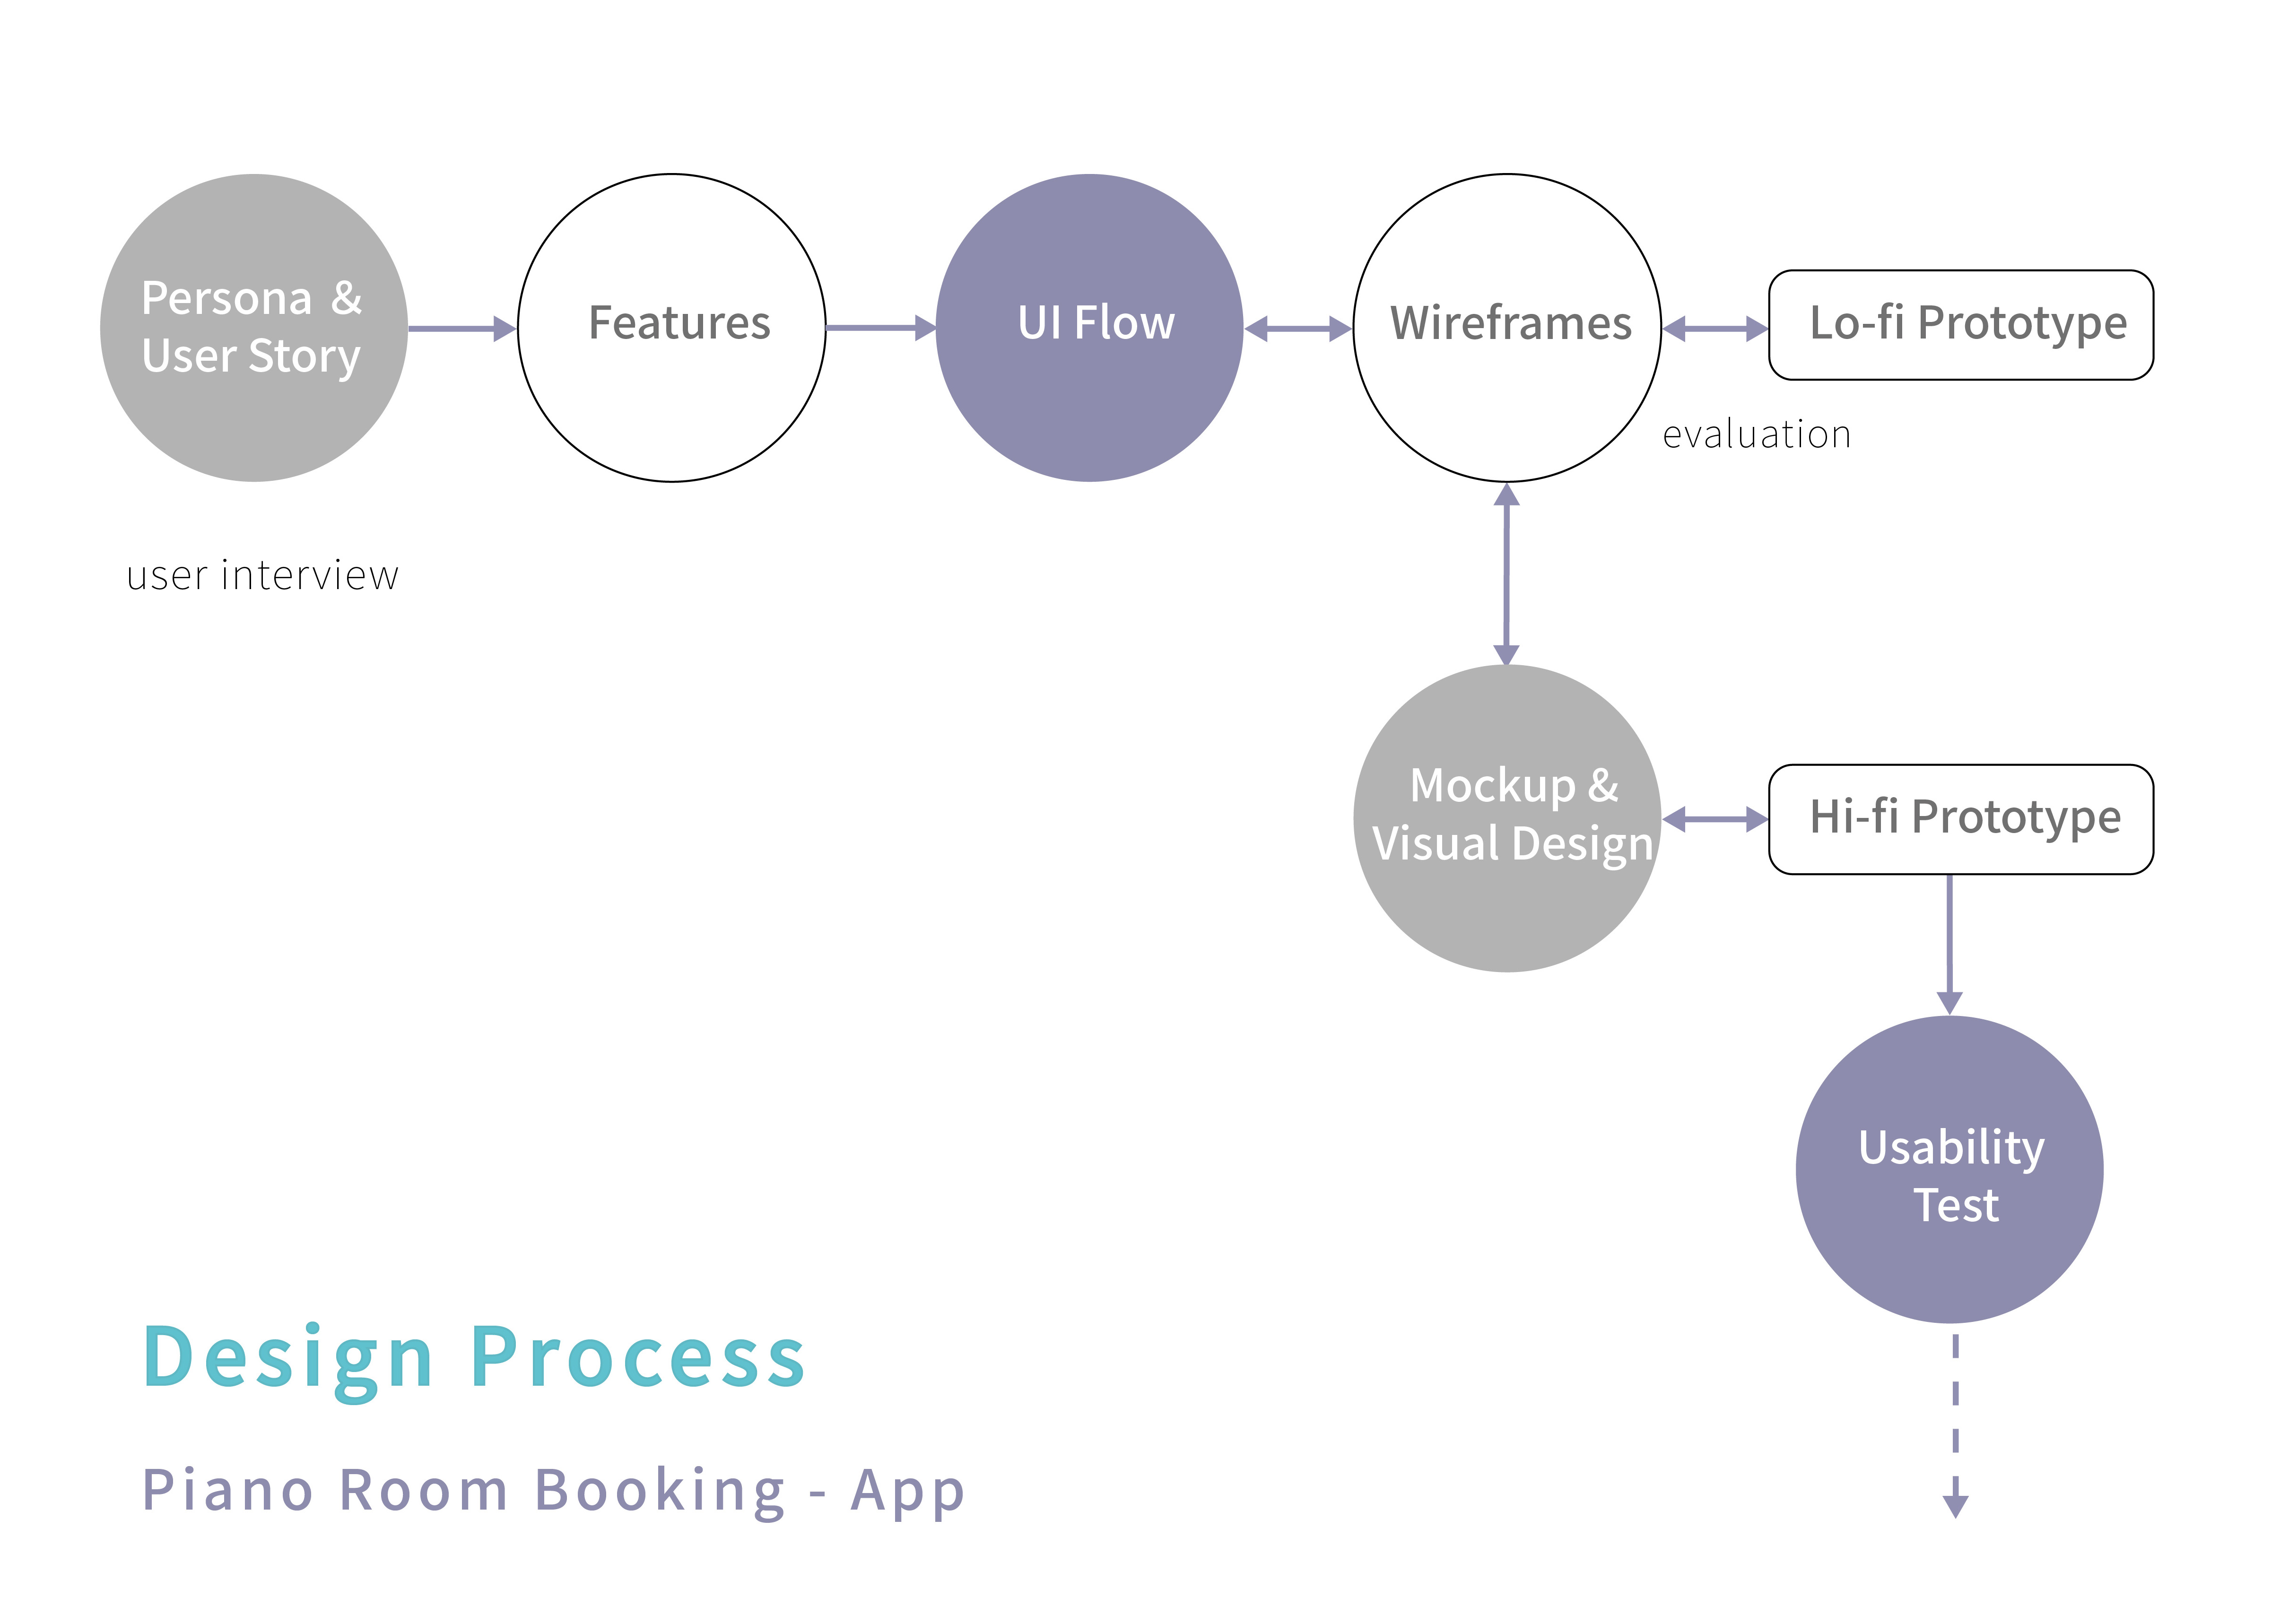 Persona &
User Story
Features
UI Flow
Wireframes
Lo-fi Prototype
evaluation
user interview
Mockup &
Visual Design
Hi-fi Prototype
Usability
Test
Design Process
Piano Room Booking - App